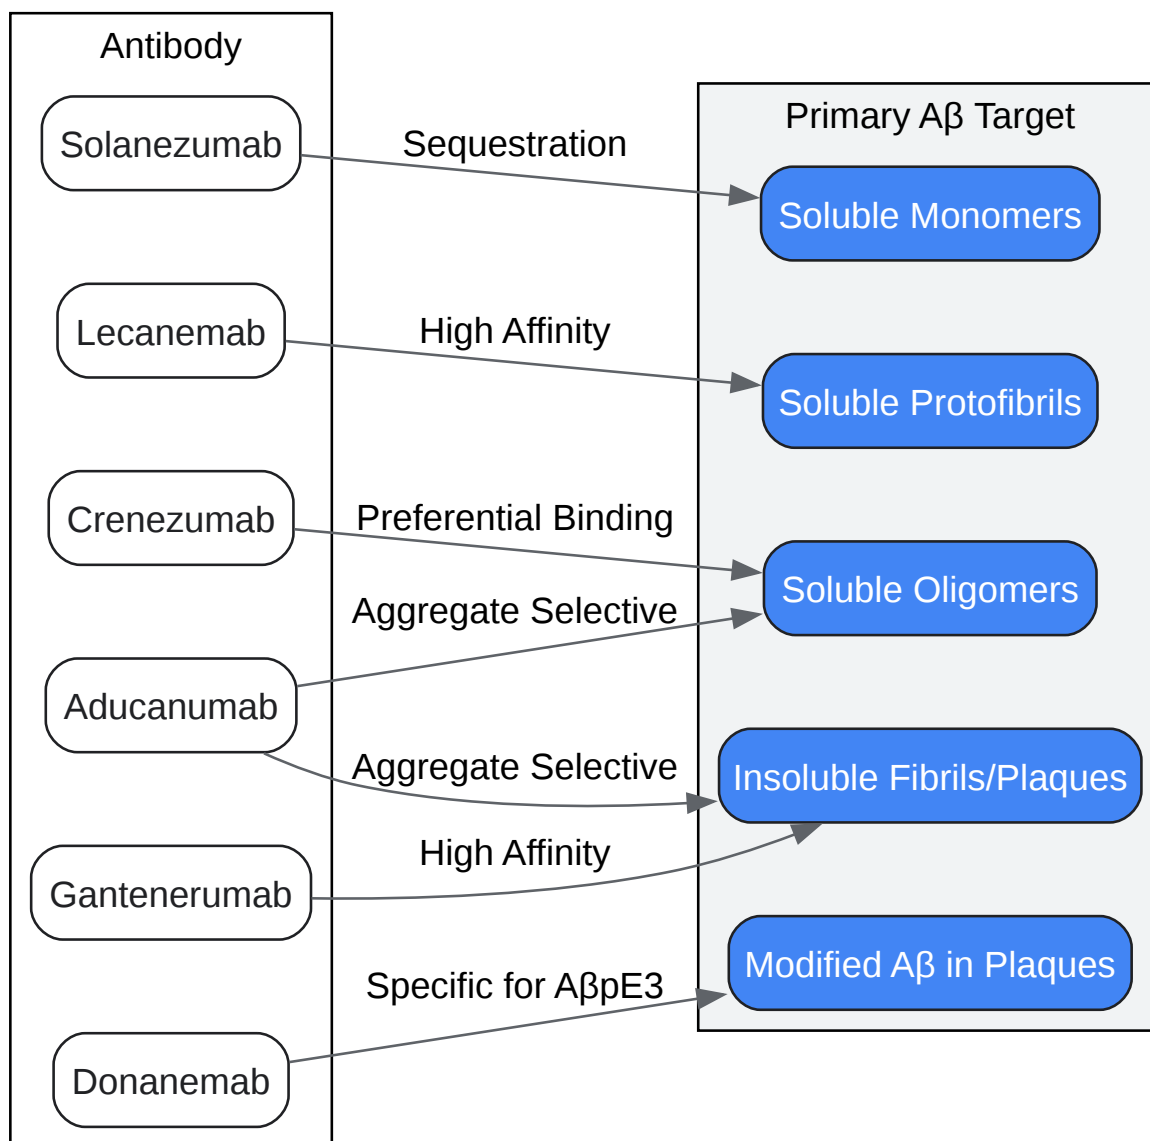 Antibody
Primary Aβ Target
Solanezumab
Sequestration
Soluble Monomers
Lecanemab
High Affinity
Soluble Protofibrils
Crenezumab
Preferential Binding
Soluble Oligomers
Aggregate Selective
Aducanumab
Aggregate Selective
Insoluble Fibrils/Plaques
High Affinity
Gantenerumab
Modified Aβ in Plaques
Specific for AβpE3
Donanemab